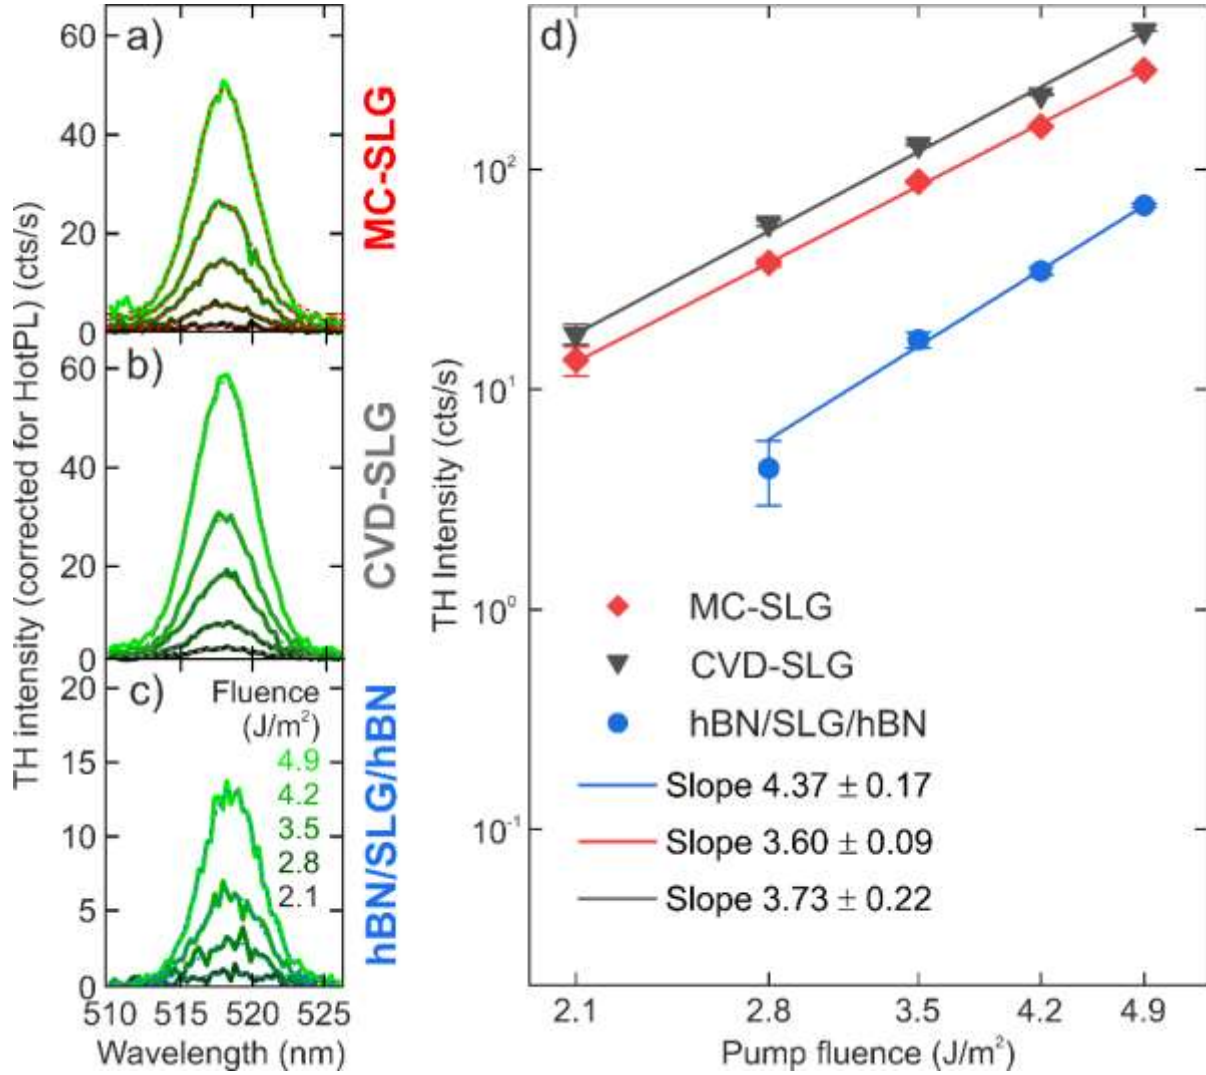 TH intensity (corrected for HotPL) (cts/s)
a)
60
40
20
0
MC-SLG
b)
60
40
20
0
CVD-SLG
c)
Fluence
(J/m²)
4.9
4.2
3.5
2.8
2.1
20
15
10
5
0
hBN/SLG/hBN
510 515 520 525
Wavelength (nm)
d)
TH Intensity (cts/s)
10²
10¹
10⁰
10⁻¹
MC-SLG
CVD-SLG
hBN/SLG/hBN
Slope 4.37 ± 0.17
Slope 3.60 ± 0.09
Slope 3.73 ± 0.22
2.1 2.8 3.5 4.2 4.9
Pump fluence (J/m²)